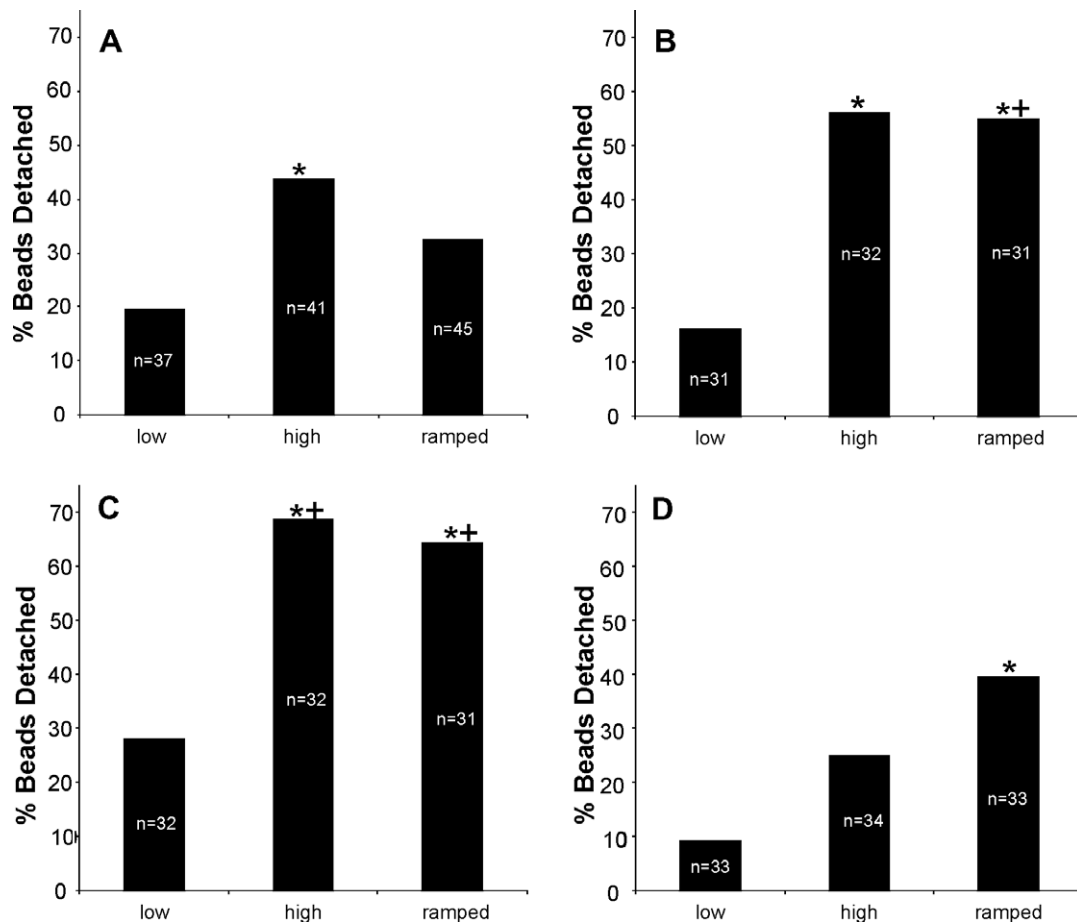 A
% Beads Detached
70
60
50
40
30
20
10
0
*
n=37
n=41
n=45
low high ramped
B
% Beads Detached
70
60
50
40
30
20
10
0
*
*+
n=31
n=32
n=31
low high ramped
C
% Beads Detached
70
60
50
40
30
20
10
0
*+
*+
n=32
n=32
n=31
low high ramped
D
% Beads Detached
70
60
50
40
30
20
10
0
*
n=33
n=34
n=33
low high ramped